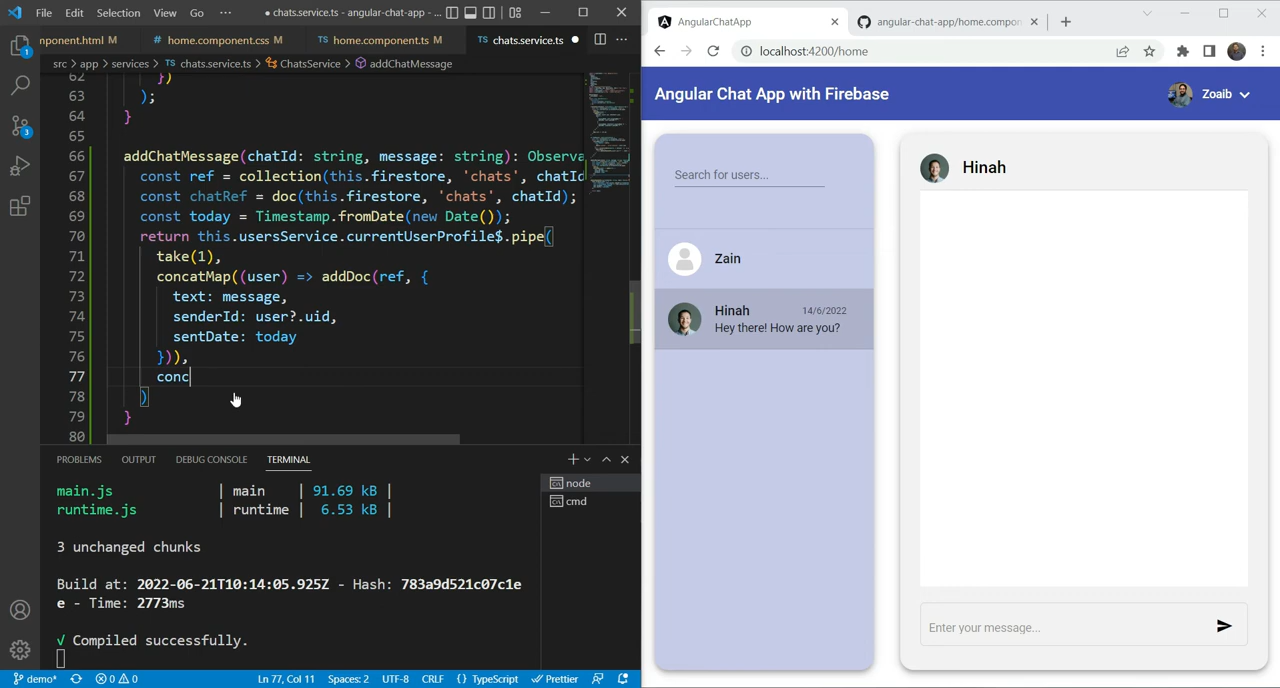 File Edit Selection View Go ··· ● chats.service.ts - angular-chat-app - ...
nponent.html M # home.component.css M TS home.component.ts M TS chats.service.ts ●
src > app > services > TS chats.service.ts > ChatsService > addChatMessage
62 })
63 );
64 }
65
66 addChatMessage(chatId: string, message: string): Observa
67 const ref = collection(this.firestore, 'chats', chatId
68 const chatRef = doc(this.firestore, 'chats', chatId);
69 const today = Timestamp.fromDate(new Date());
70 return this.usersService.currentUserProfile$.pipe(
71 take(1),
72 concatMap((user) => addDoc(ref, {
73 text: message,
74 senderId: user?.uid,
75 sentDate: today
76 })),
77 conc
78 )
79 }
80
1
3
PROBLEMS OUTPUT DEBUG CONSOLE TERMINAL
main.js | main | 91.69 kB |
runtime.js | runtime | 6.53 kB |
3 unchanged chunks
Build at: 2022-06-21T10:14:05.925Z - Hash: 783a9d521c07c1e
e - Time: 2773ms
√ Compiled successfully.
node
cmd
demo* 0 0 Ln 77, Col 11 Spaces: 2 UTF-8 CRLF {} TypeScript Prettier
AngularChatApp
angular-chat-app/home.compon
localhost:4200/home
Angular Chat App with Firebase
Zoaib
Search for users...
Zain
Hinah 14/6/2022
Hey there! How are you?
Hinah
Enter your message...